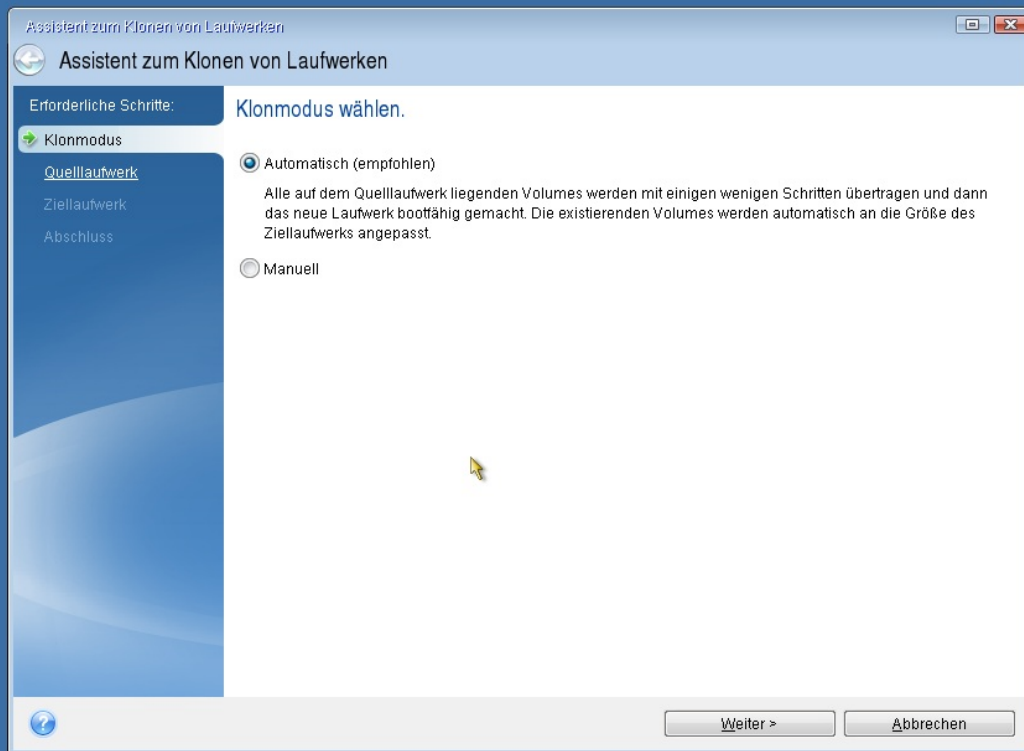 Assistent zum Klonen von Laufwerken
Assistent zum Klonen von Laufwerken
Erforderliche Schritte:
Klonmodus
Quelllaufwerk
Ziellaufwerk
Abschluss
Klonmodus wählen.
Automatisch (empfohlen)
Alle auf dem Quelllaufwerk liegenden Volumes werden mit einigen wenigen Schritten übertragen und dann
das neue Laufwerk bootfähig gemacht. Die existierenden Volumes werden automatisch an die Größe des
Ziellaufwerks angepasst.
Manuell
?
Weiter >
Abbrechen